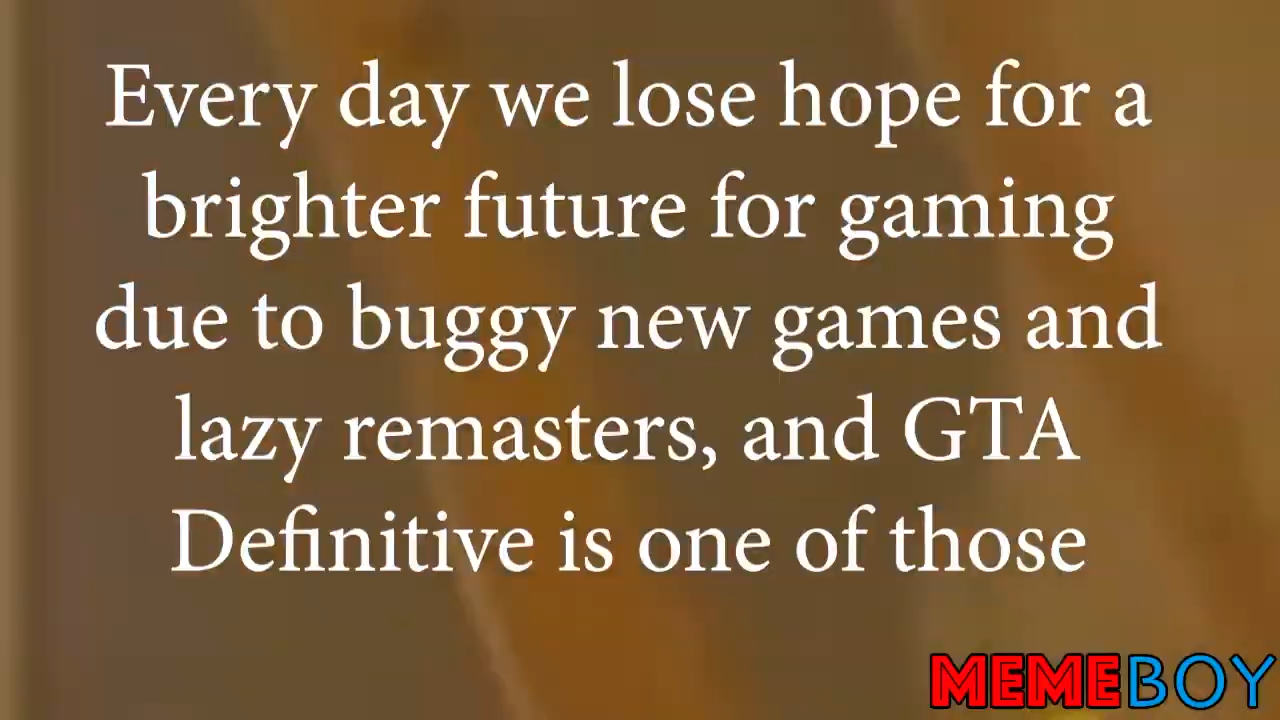 Every day we lose hope for a
brighter future for gaming
due to buggy new games and
lazy remasters, and GTA
Definitive is one of those
MEMEBOY